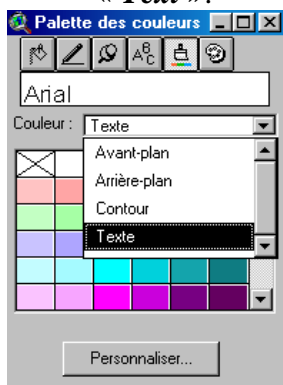 « Texte ».
Palette des couleurs
A B C
Arial
Couleur : Texte
Avant-plan
Arrière-plan
Contour
Texte
Personnaliser...